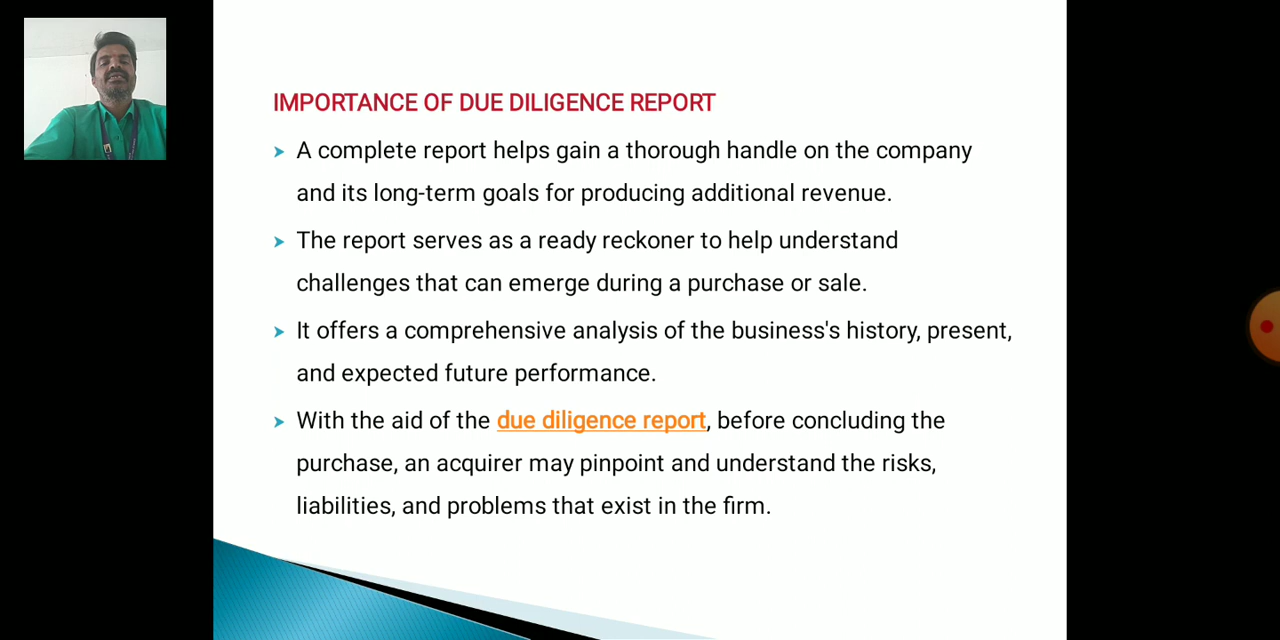 IMPORTANCE OF DUE DILIGENCE REPORT
A complete report helps gain a thorough handle on the company
and its long-term goals for producing additional revenue.
The report serves as a ready reckoner to help understand
challenges that can emerge during a purchase or sale.
It offers a comprehensive analysis of the business's history, present,
and expected future performance.
With the aid of the due diligence report, before concluding the
purchase, an acquirer may pinpoint and understand the risks,
liabilities, and problems that exist in the firm.